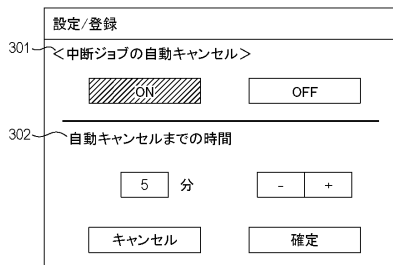 設定/登録
301
<中断ジョブの自動キャンセル>
ON OFF
302
自動キャンセルまでの時間
5 分 - +
キャンセル 確定